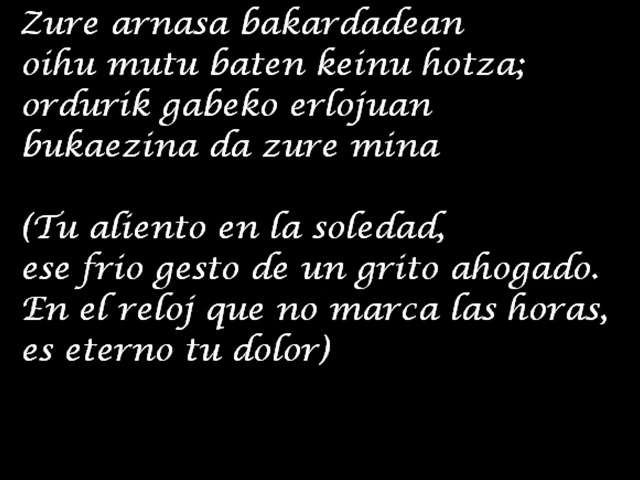 Zure arnasa bakardadean
oihu mutu baten keinu hotza;
ordurik gabeko erlojuan
bukaezina da zure mina
(Tu aliento en la soledad,
ese frio gesto de un grito ahogado.
En el reloj que no marca las horas,
es eterno tu dolor)